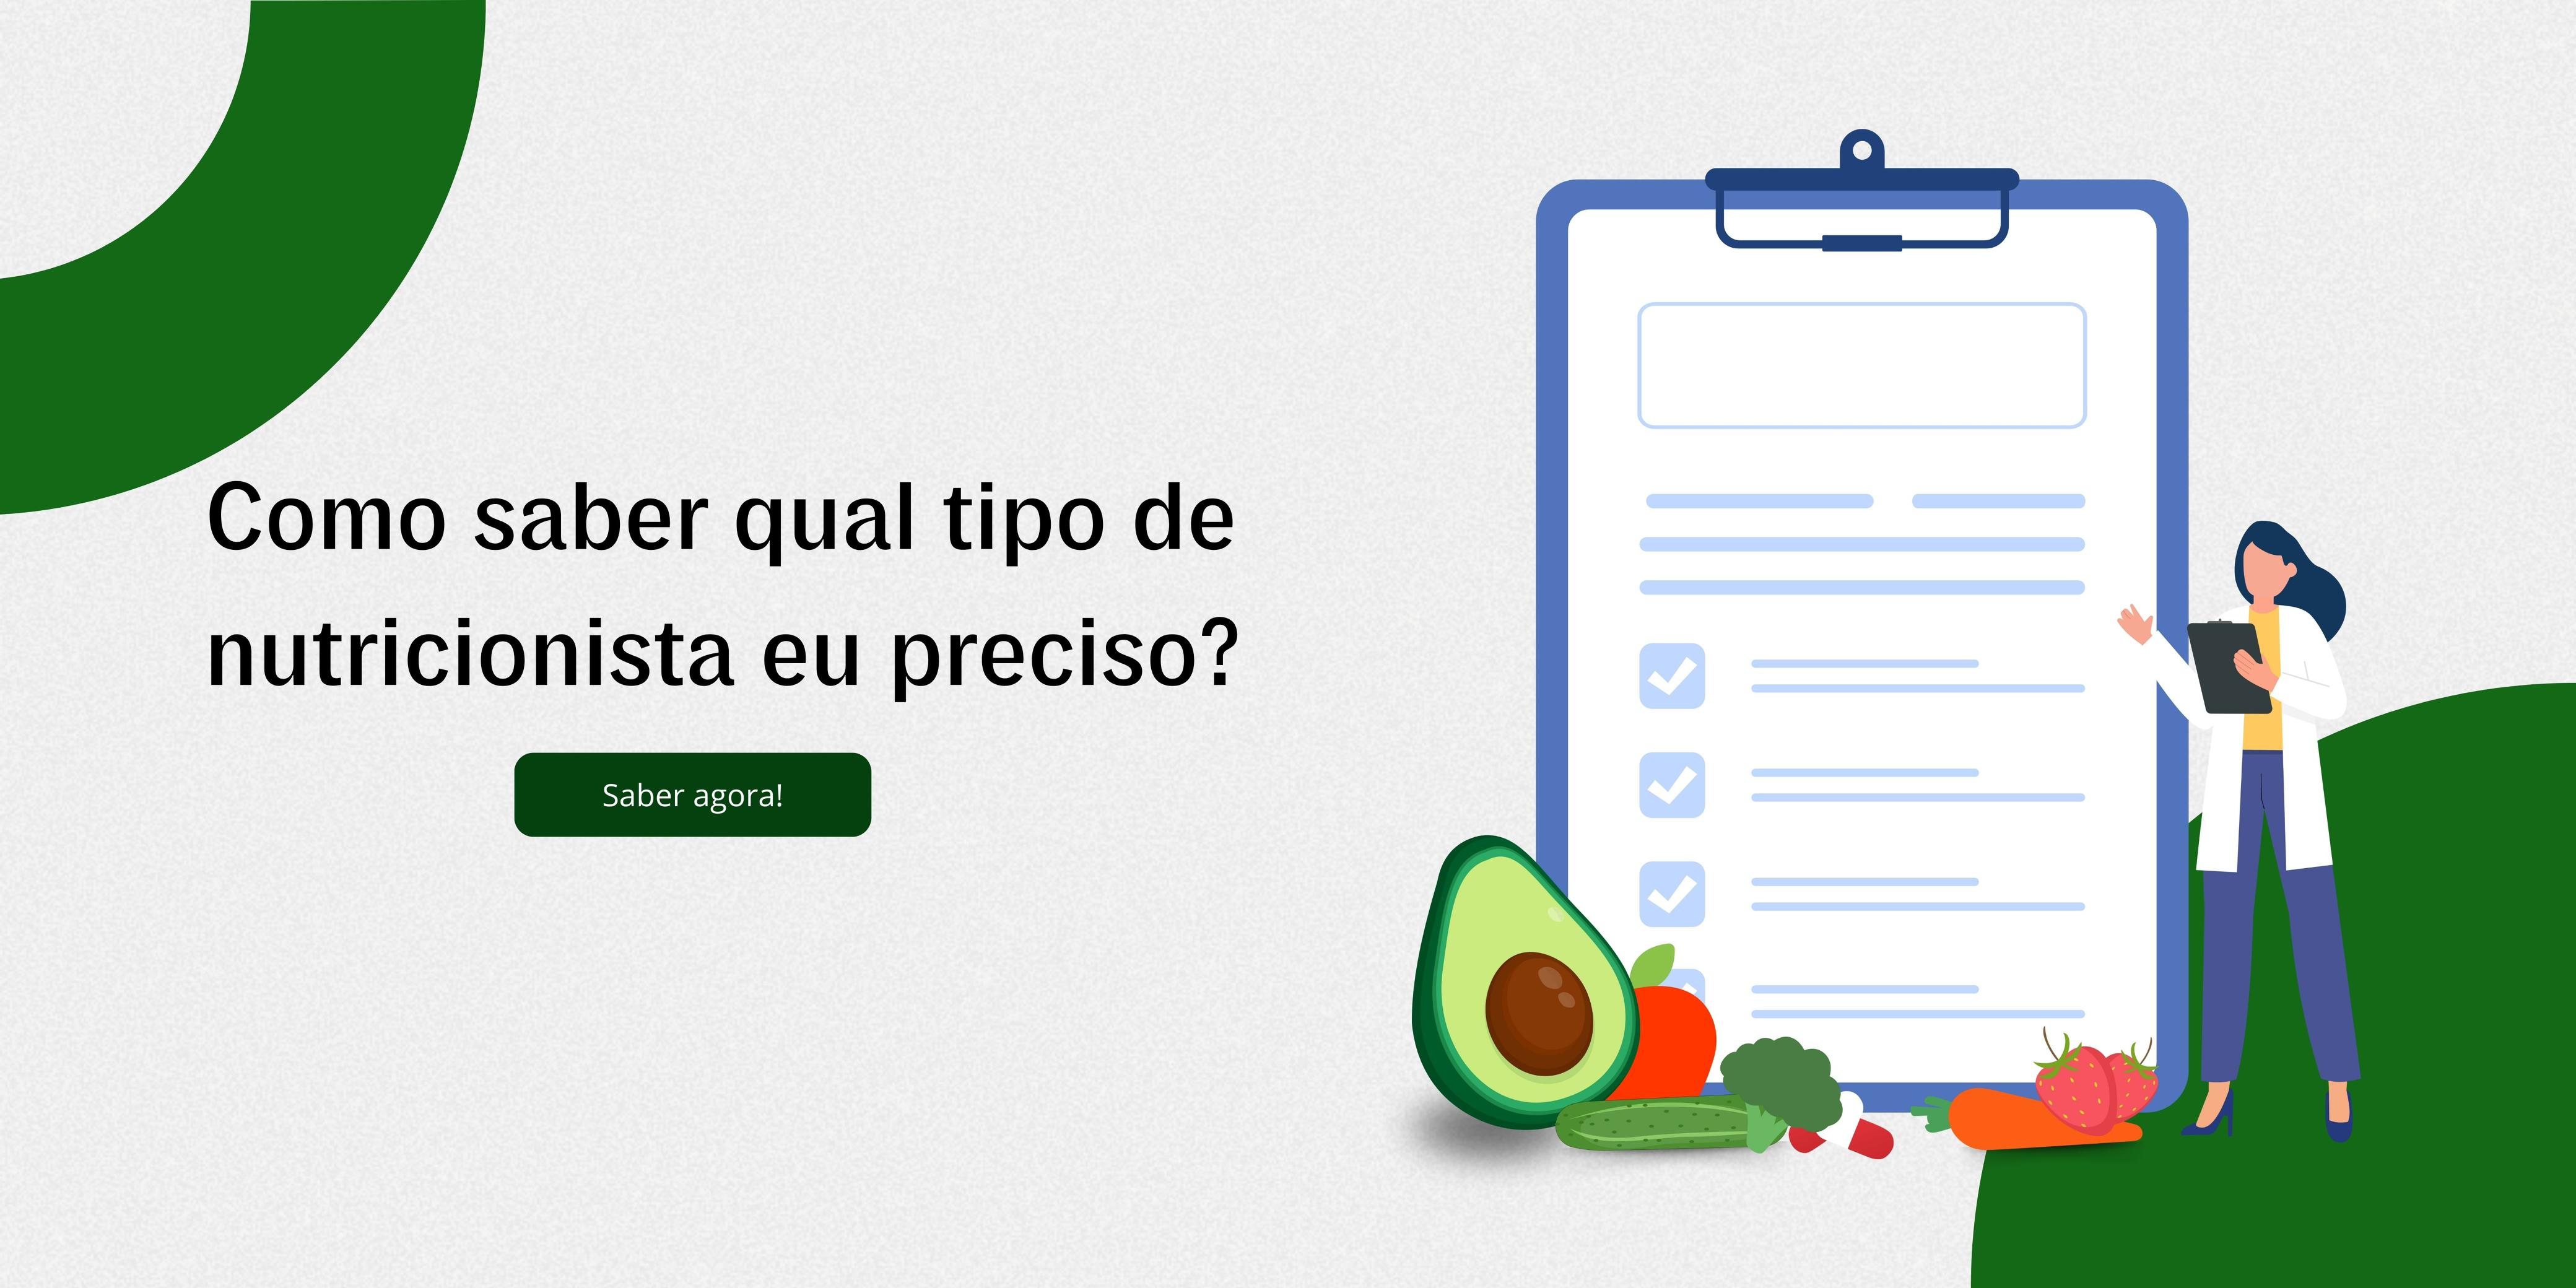 Como saber qual tipo de
nutricionista eu preciso?
Saber agora!